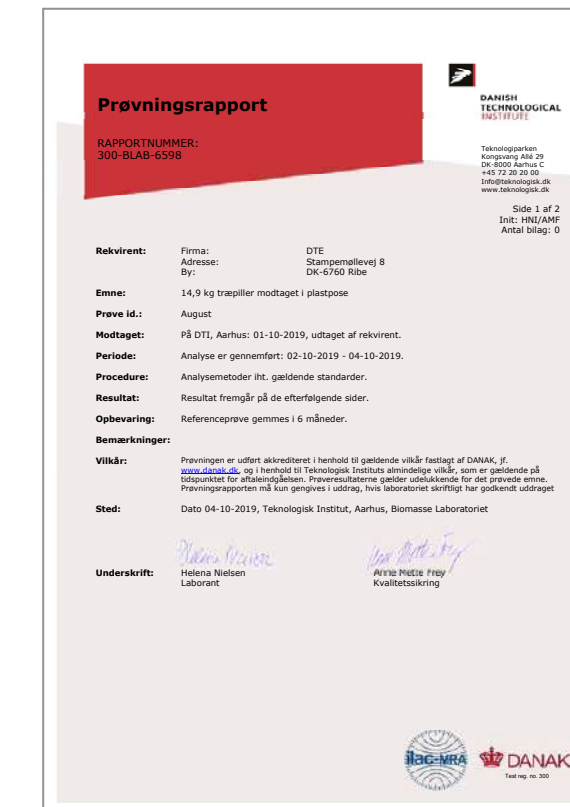 Prøvningsrapport
RAPPORTNUMMER:
300-BLAB-6598
DANISH
TECHNOLOGICAL
INSTITUTE
Teknologiparken
Kongsvang Allé 29
DK-8000 Aarhus C
+45 72 20 20 00
Info@teknologisk.dk
www.teknologisk.dk
Side 1 af 2
Init: HNI/AMF
Antal bilag: 0
Rekvirent: Firma: DTE
Adresse: Stampemøllevej 8
By: DK-6760 Ribe
Emne: 14,9 kg træpiller modtaget i plastpose
Prøve id.: August
Modtaget: På DTI, Aarhus: 01-10-2019, udtaget af rekvirent.
Periode: Analyse er gennemført: 02-10-2019 - 04-10-2019.
Procedure: Analysemetoder iht. gældende standarder.
Resultat: Resultat fremgår på de efterfølgende sider.
Opbevaring: Referenceprøve gemmes i 6 måneder.
Bemærkninger:
Vilkår: Prøvningen er udført akkrediteret i henhold til gældende vilkår fastlagt af DANAK, jf.
www.danak.dk, og i henhold til Teknologisk Instituts almindelige vilkår, som er gældende på
tidspunktet for aftaleindgåelsen. Prøveresultaterne gælder udelukkende for det prøvede emne.
Prøvningsrapporten må kun gengives i uddrag, hvis laboratoriet skriftligt har godkendt uddraget
Sted: Dato 04-10-2019, Teknologisk Institut, Aarhus, Biomasse Laboratoriet
Helena Nielsen
Anne Mette Frey
Underskrift: Helena Nielsen Anne Mette Frey
Laborant Kvalitetssikring
ilac-MRA
DANAK
Test reg. no. 300